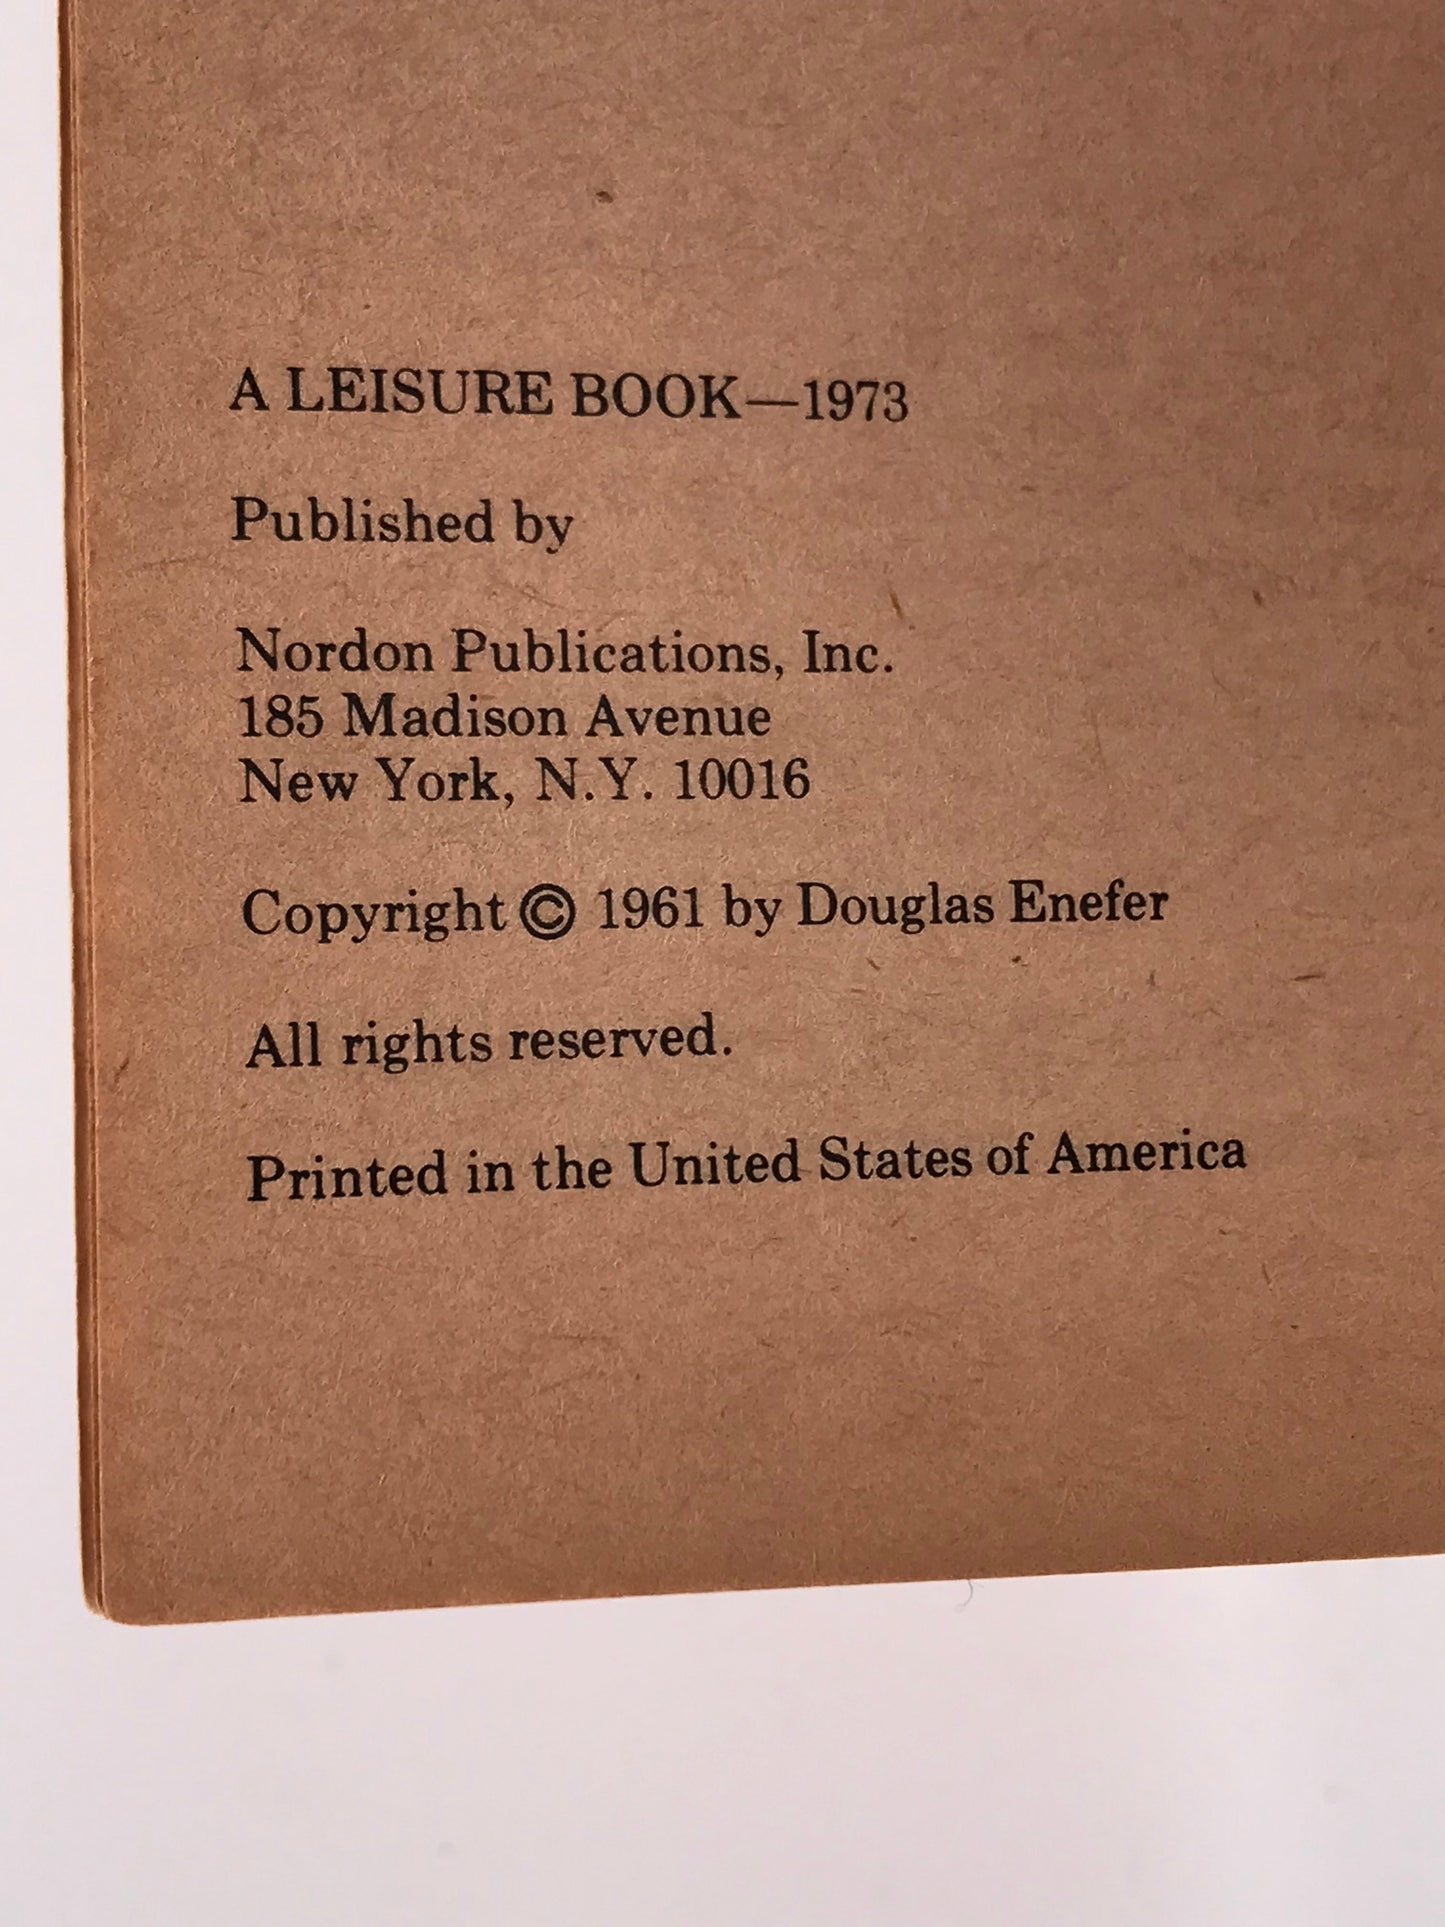 A LEISURE BOOK—1973
Published by
Nordon Publications, Inc.
185 Madison Avenue
New York, N.Y. 10016
Copyright © 1961 by Douglas Enefer
All rights reserved.
Printed in the United States of America